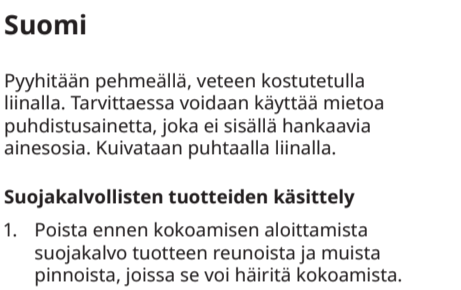 Suomi
Pyyhitään pehmeällä, veteen kostutetulla
liinalla. Tarvittaessa voidaan käyttää mietoa
puhdistusainetta, joka ei sisällä hankaavia
ainesosia. Kuivataan puhtaalla liinalla.
Suojakalvollisten tuotteiden käsittely
1. Poista ennen kokoamisen aloittamista
suojakalvo tuotteen reunoista ja muista
pinnoista, joissa se voi häiritä kokoamista.